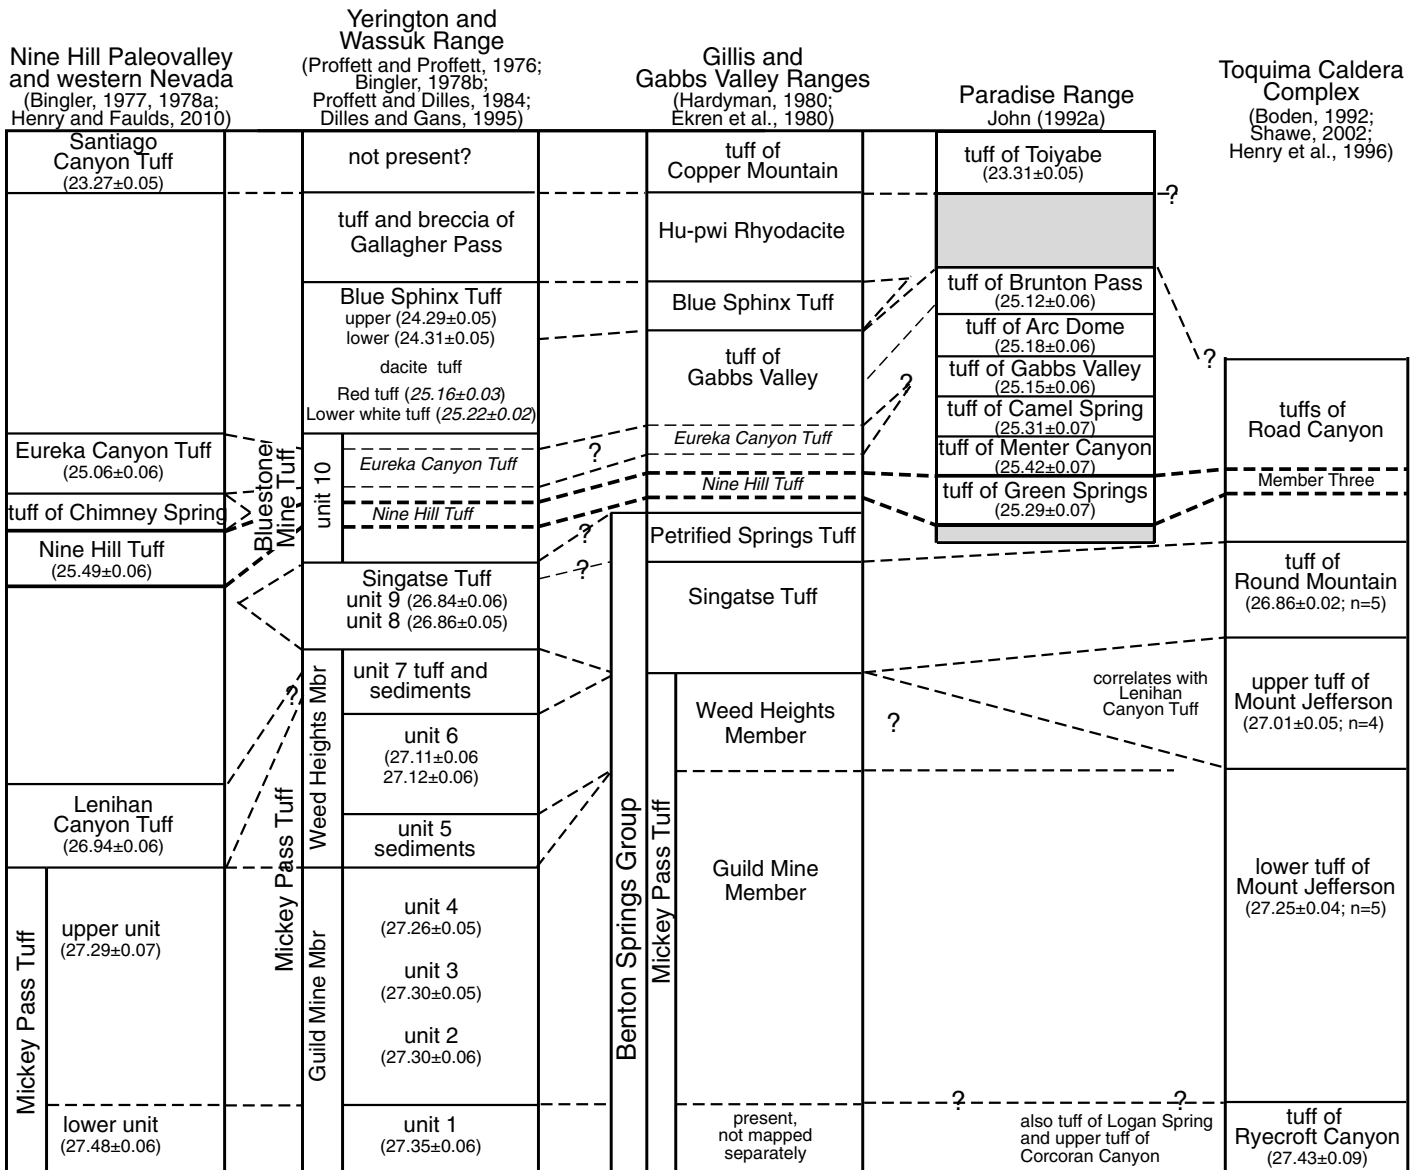 Nine Hill Paleovalley
and western Nevada
(Bingler, 1977, 1978a;
Henry and Faulds, 2010)
Santiago
Canyon Tuff
(23.27±0.05)
Eureka Canyon Tuff
(25.06±0.06)
tuff of Chimney Spring
Nine Hill Tuff
(25.49±0.06)
Lenihan
Canyon Tuff
(26.94±0.06)
Mickey Pass Tuff
upper unit
(27.29±0.07)
lower unit
(27.48±0.06)
Yerington and
Wassuk Range
(Proffett and Proffett, 1976;
Bingler, 1978b;
Proffett and Dilles, 1984;
Dilles and Gans, 1995)
not present?
tuff and breccia of
Gallagher Pass
Blue Sphinx Tuff
upper (24.29±0.05)
lower (24.31±0.05)
dacite tuff
Red tuff (25.16±0.03)
Lower white tuff (25.22±0.02)
Bluestone
Mine Tuff
unit 10
Eureka Canyon Tuff
Nine Hill Tuff
Singatse Tuff
unit 9 (26.84±0.06)
unit 8 (26.86±0.05)
?
Mickey Pass Tuff
Weed Heights Mbr
unit 7 tuff and
sediments
unit 6
(27.11±0.06
27.12±0.06)
unit 5
sediments
Guild Mine Mbr
unit 4
(27.26±0.05)
unit 3
(27.30±0.05)
unit 2
(27.30±0.06)
unit 1
(27.35±0.06)
?
?
?
Gillis and
Gabbs Valley Ranges
(Hardyman, 1980;
Ekren et al., 1980)
tuff of
Copper Mountain
Hu-pwi Rhyodacite
Blue Sphinx Tuff
tuff of
Gabbs Valley
Eureka Canyon Tuff
Nine Hill Tuff
Benton Springs Group
Petrified Springs Tuff
Singatse Tuff
Mickey Pass Tuff
Weed Heights
Member
Guild Mine
Member
present,
not mapped
separately
?
?
?
?
Paradise Range
John (1992a)
tuff of Toiyabe
(23.31±0.05)
tuff of Brunton Pass
(25.12±0.06)
tuff of Arc Dome
(25.18±0.06)
tuff of Gabbs Valley
(25.15±0.06)
tuff of Camel Spring
(25.31±0.07)
tuff of Menter Canyon
(25.42±0.07)
tuff of Green Springs
(25.29±0.07)
?
?
correlates with
Lenihan
Canyon Tuff
also tuff of Logan Spring
and upper tuff of
Corcoran Canyon
Toquima Caldera
Complex
(Boden, 1992;
Shawe, 2002;
Henry et al., 1996)
tuffs of
Road Canyon
Member Three
tuff of
Round Mountain
(26.86±0.02; n=5)
upper tuff of
Mount Jefferson
(27.01±0.05; n=4)
lower tuff of
Mount Jefferson
(27.25±0.04; n=5)
tuff of
Ryecroft Canyon
(27.43±0.09)